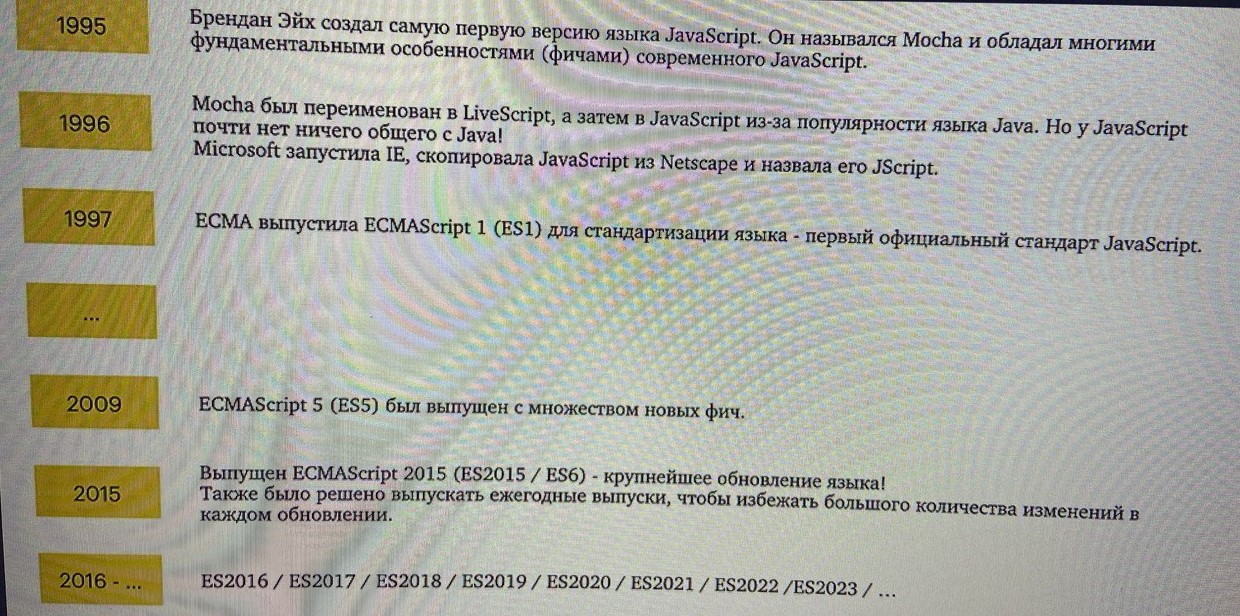 1995
Брендан Эйх создал самую первую версию языка JavaScript. Он назывался Mocha и обладал многими
фундаментальными особенностями (фичами) современного JavaScript.
1996
Mocha был переименован в LiveScript, а затем в JavaScript из-за популярности языка Java. Но у JavaScript
почти нет ничего общего с Java!
Microsoft запустила IE, скопировала JavaScript из Netscape и назвала его JScript.
1997
ECMA выпустила ECMAScript 1 (ES1) для стандартизации языка - первый официальный стандарт JavaScript.
...
2009
ECMAScript 5 (ES5) был выпущен с множеством новых фич.
2015
Выпущен ECMAScript 2015 (ES2015 / ES6) - крупнейшее обновление языка!
Также было решено выпускать ежегодные выпуски, чтобы избежать большого количества изменений в
каждом обновлении.
2016 - ...
ES2016 / ES2017 / ES2018 / ES2019 / ES2020 / ES2021 / ES2022 /ES2023 / ...